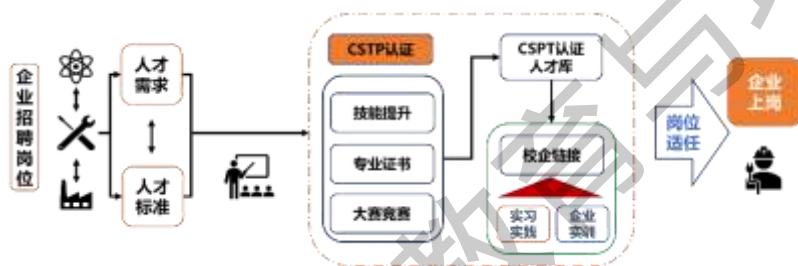 企业招聘岗位
人才
需求
人才
标准
CSTP认证
技能提升
专业证书
大赛竞赛
CSPT认证
人才库
校企链接
实习
实践
企业
实训
岗位
适任
企业
上岗
教育与